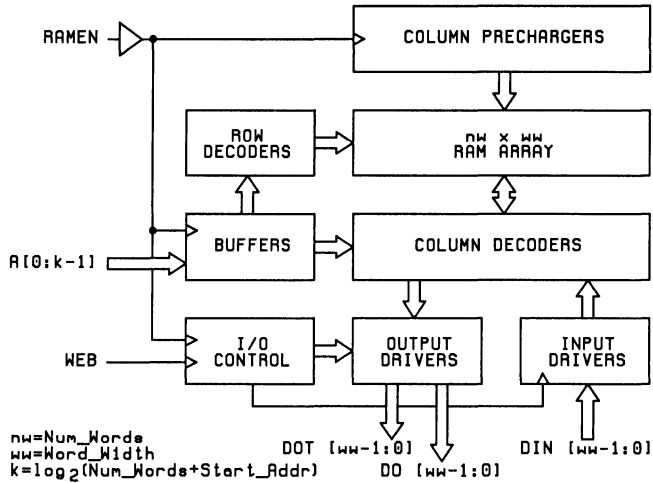 RAMEN
COLUMN PRECHARGERS
ROW
DECODERS
nw x ww
RAM ARRAY
BUFFERS
COLUMN DECODERS
A[0:k-1]
I/O
CONTROL
OUTPUT
DRIVERS
INPUT
DRIVERS
WEB
nw=Num_Words
ww=Word_Width
k=log2(Num_Words+Start_Addr)
DOT [ww-1:0]
DO [ww-1:0]
DIN [ww-1:0]